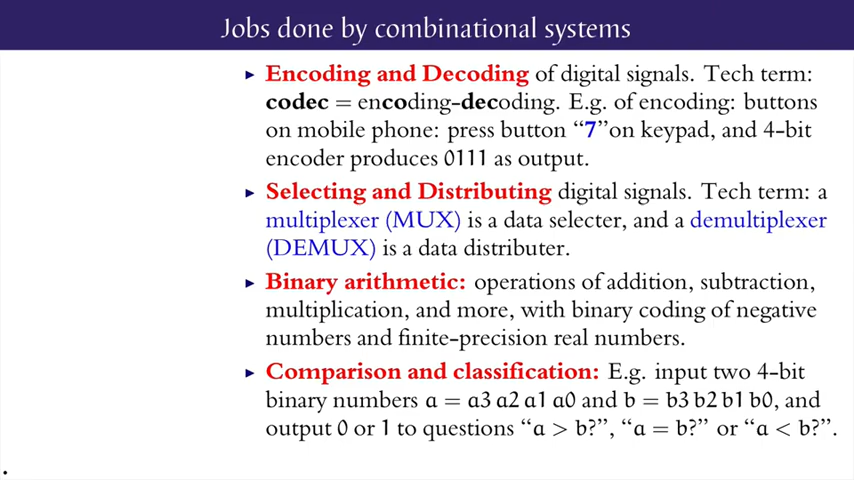 Jobs done by combinational systems
▶ Encoding and Decoding of digital signals. Tech term:
codec = encoding-decoding. E.g. of encoding: buttons
on mobile phone: press button “7”on keypad, and 4-bit
encoder produces 0111 as output.
▶ Selecting and Distributing digital signals. Tech term: a
multiplexer (MUX) is a data selecter, and a demultiplexer
(DEMUX) is a data distributer.
▶ Binary arithmetic: operations of addition, subtraction,
multiplication, and more, with binary coding of negative
numbers and finite-precision real numbers.
▶ Comparison and classification: E.g. input two 4-bit
binary numbers a = a3 a2 a1 a0 and b = b3 b2 b1 b0, and
output 0 or 1 to questions “a > b?”, “a = b?” or “a < b?”.